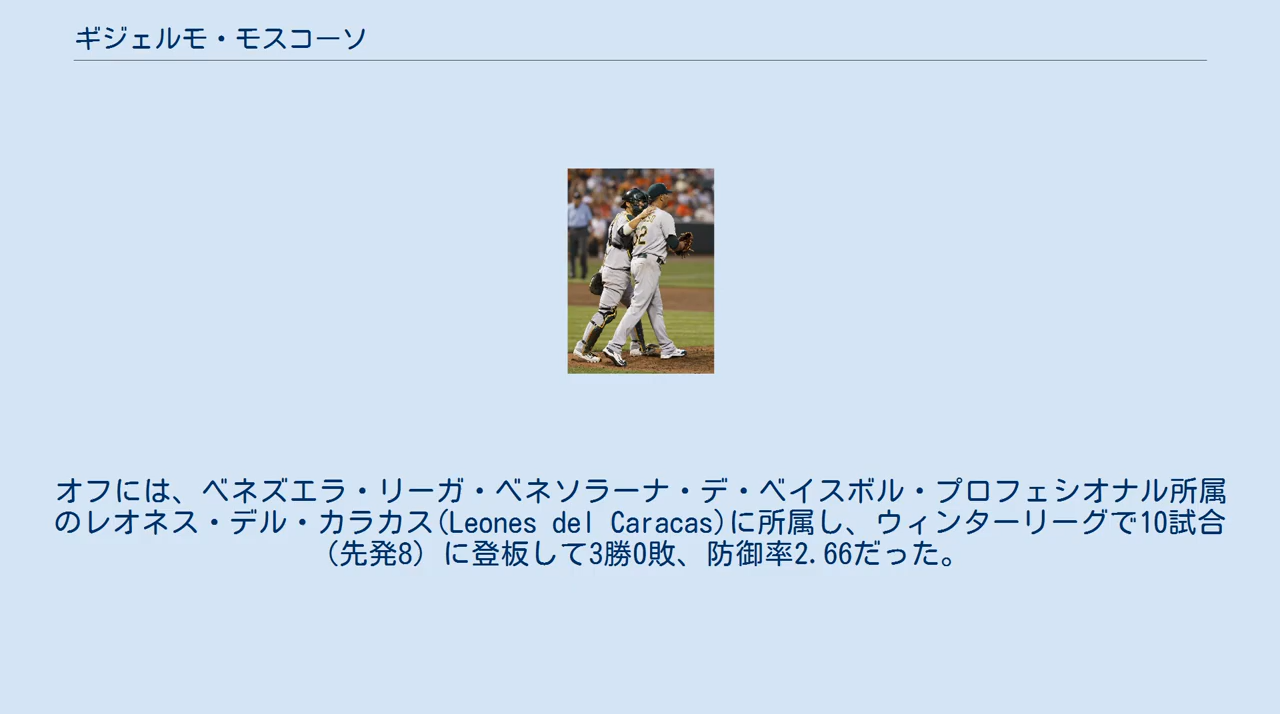 ギジェルモ・モスコーソ
52
オフには、ベネズエラ・リーガ・ベネソラーナ・デ・ベイスボル・プロフェシオナル所属
のレオネス・デル・カラカス(Leones del Caracas)に所属し、ウィンターリーグで10試合
（先発8）に登板して3勝0敗、防御率2.66だった。